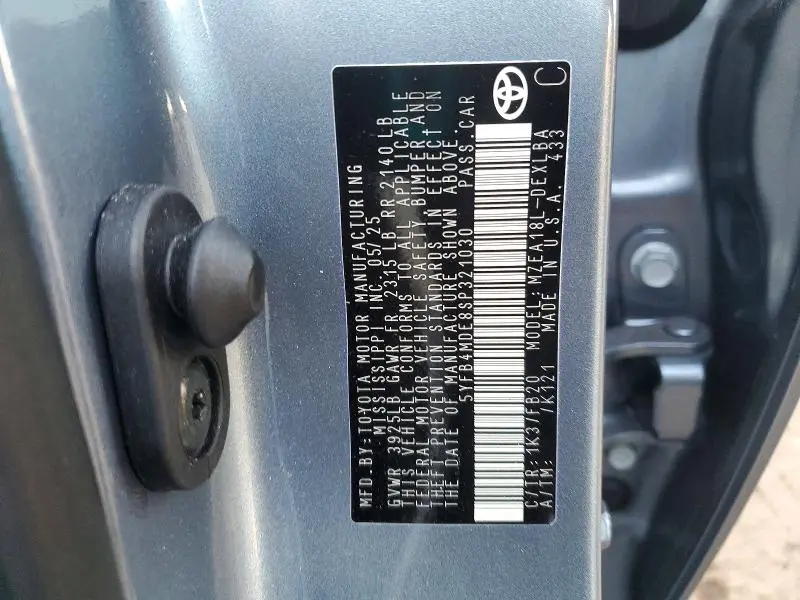 MFD BY: TOYOTA MOTOR MANUFACTURING
MISSISSIPPI INC. 05/25
GVWR 3925LB GAWR FR 2315 LB RR 2140LB
THIS VEHICLE CONFORMS TO ALL APPLICABLE
FEDERAL MOTOR VEHICLE SAFETY, BUMPER, AND
THEFT PREVENTION STANDARDS IN EFFECT ON
THE DATE OF MANUFACTURE SHOWN ABOVE.
5YFB4MDE8SP321030 PASS.CAR
C/TR: 1K3/FB20 MODEL: MZEA18L-DEXLBA
A/TM: /K121 MADE IN U.S.A. 433
C